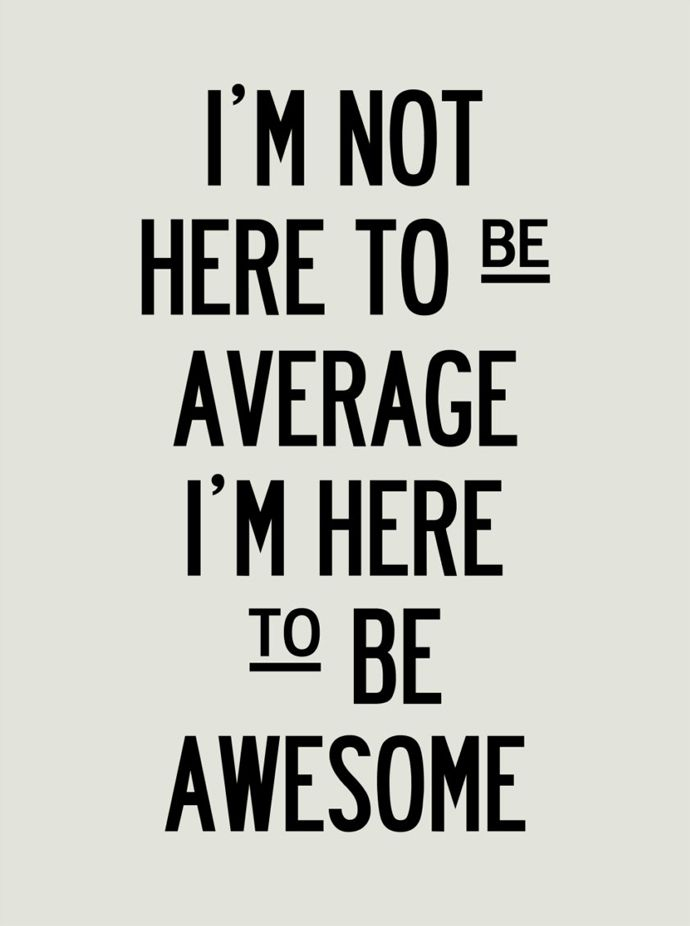 I'M NOT
HERE TO BE
AVERAGE
I'M HERE
TO BE
AWESOME